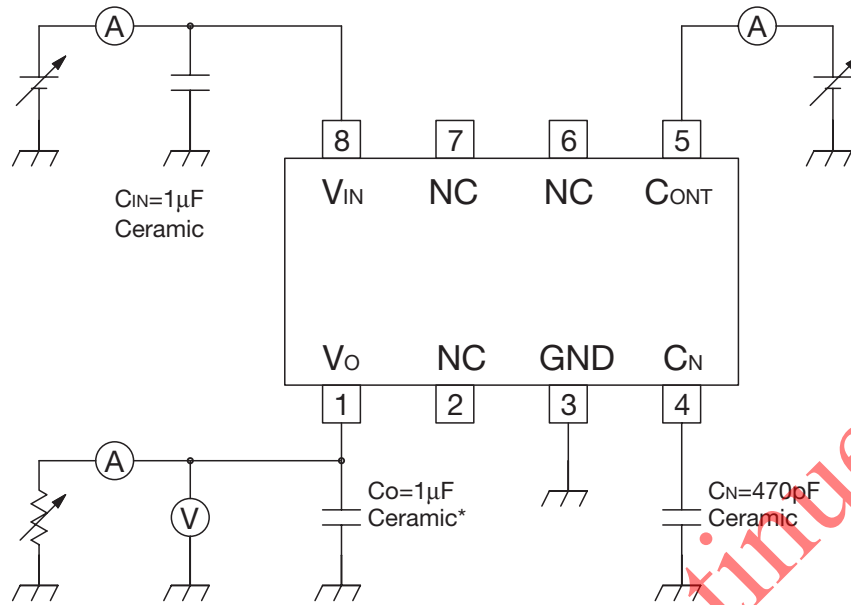 A A
8 7 6 5
VIN NC NC CONT
CIN=1μF
Ceramic
VO NC GND CN
1 2 3 4
A
V
Co=1μF
Ceramic*
CN=470pF
Ceramic